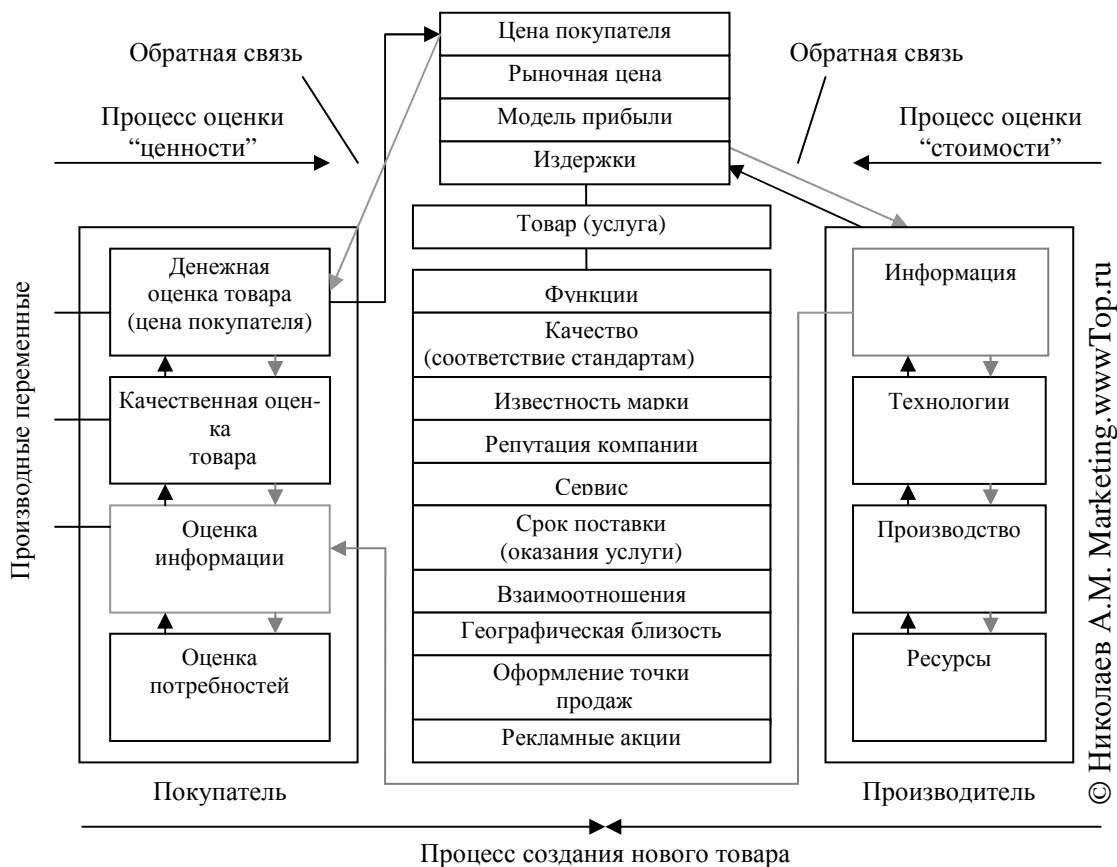 Цена покупателя
Обратная связь
Обратная связь
Рыночная цена
Процесс оценки
“ценности”
Модель прибыли
Процесс оценки
“стоимости”
Издержки
Товар (услуга)
Производные переменные
Денежная
оценка товара
(цена покупателя)
Качественная оцен-
ка
товара
Оценка
информации
Оценка
потребностей
Покупатель
Функции
Качество
(соответствие стандартам)
Известность марки
Репутация компании
Сервис
Срок поставки
(оказания услуги)
Взаимоотношения
Географическая близость
Оформление точки
продаж
Рекламные акции
Информация
Технологии
Производство
Ресурсы
Производитель
Процесс создания нового товара
© Николаев А.М. Marketing.wwwTop.ru